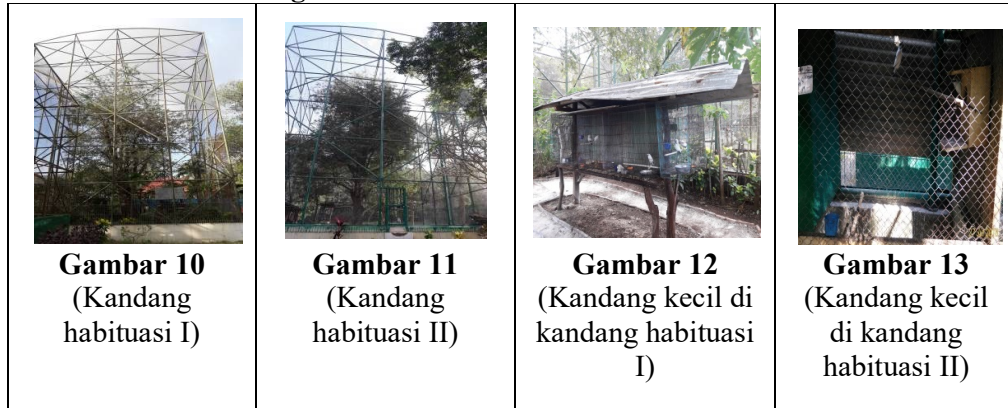 Gambar 10
(Kandang
habituasi I)
Gambar 11
(Kandang
habituasi II)
Gambar 12
(Kandang kecil di
kandang habituasi
I)
Gambar 13
(Kandang kecil
di kandang
habituasi II)